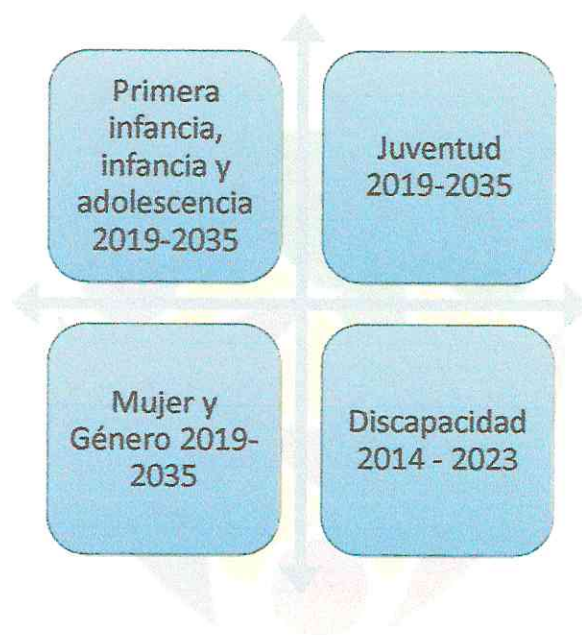 Primera
infancia,
infancia y
adolescencia
2019-2035
Juventud
2019-2035
Mujer y
Género 2019-
2035
Discapacidad
2014 - 2023